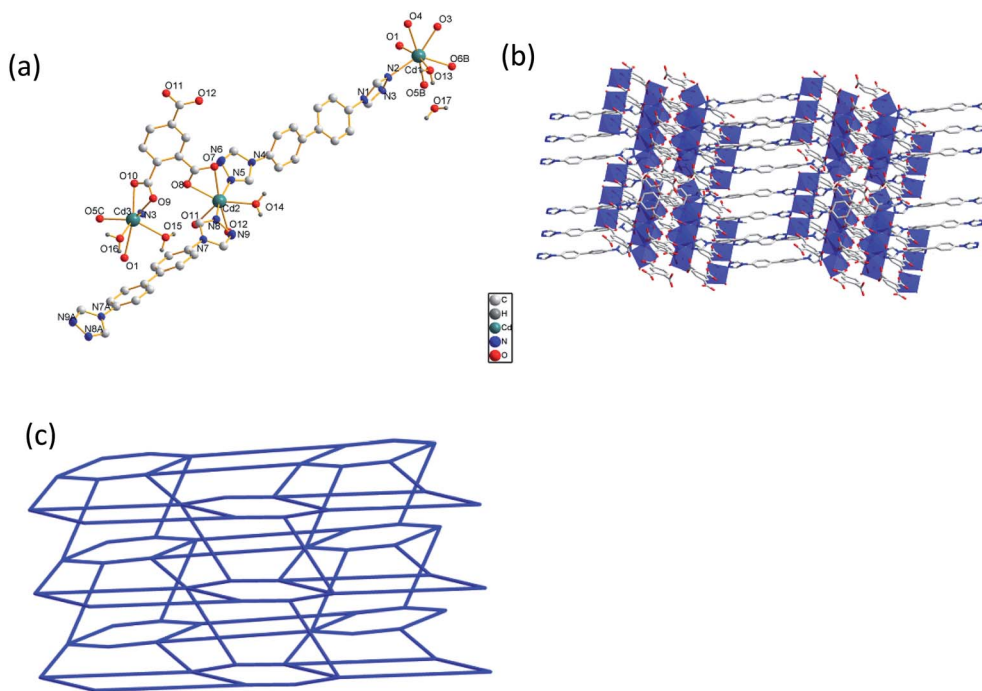 (a)
O4
O3
O1
O6B
N2
Cd1
O13
O5B
N1
N3
O17
O11
O12
N6
O7
N4
O10
O8
N5
O9
Cd2
O5C
Cd3
N3
O11
N8
O14
O15
O12
N9
O16
N7
O1
N7A
N9A
N8A
C
H
Cd
N
O
(b)
(c)